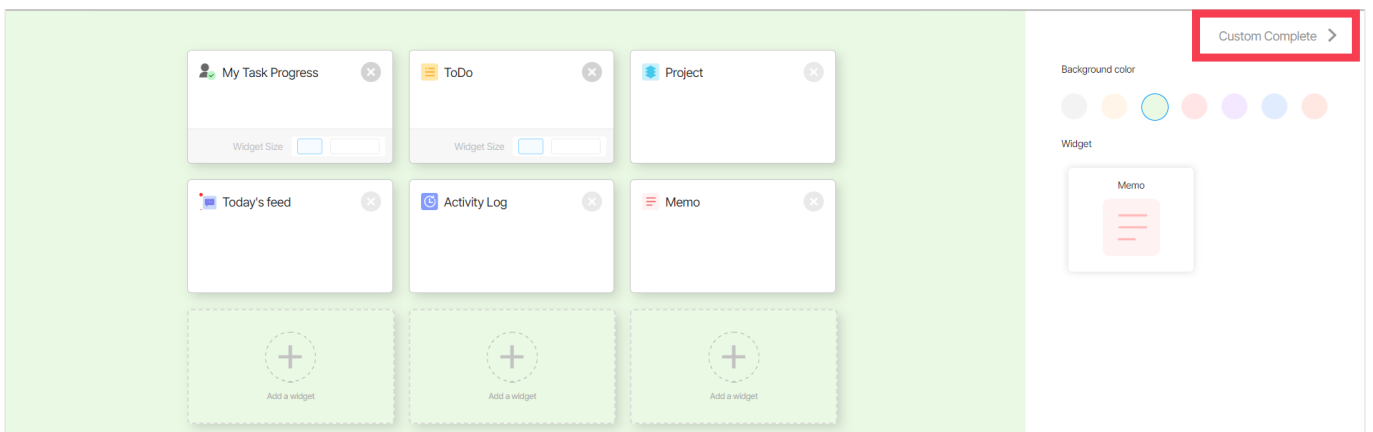 Custom Complete
My Task Progress
ToDo
Project
Background color
Widget Size
Widget Size
Widget
Memo
Today's feed
Activity Log
Memo
Add a widget
Add a widget
Add a widget